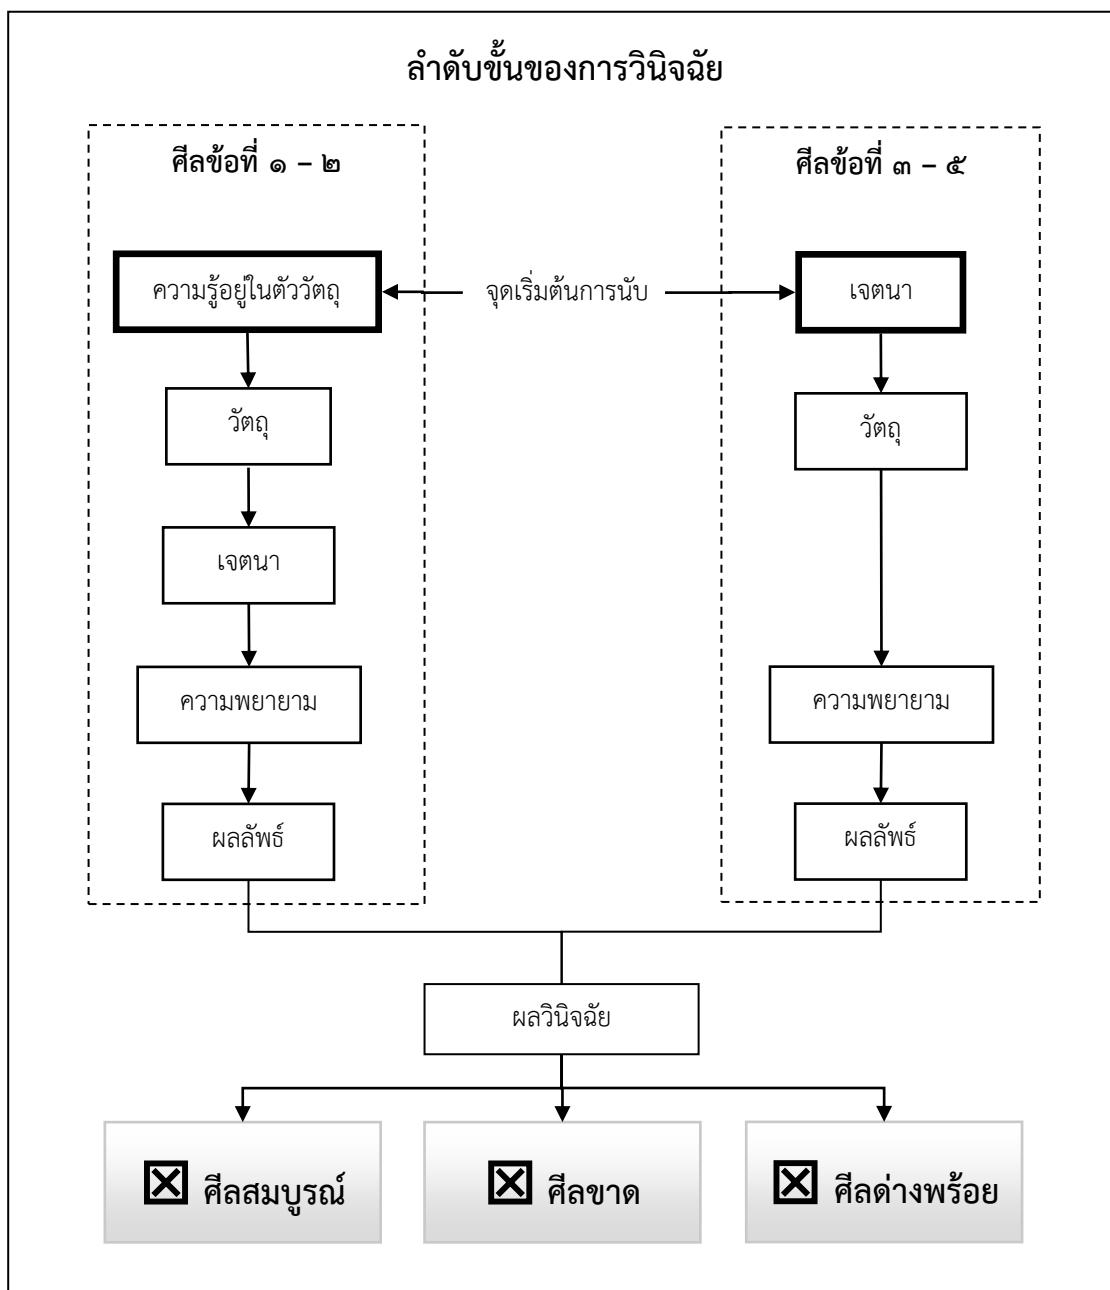 ลำดับขั้นของการวินิจฉัย
ศีลข้อที่ ๑ – ๒
ศีลข้อที่ ๓ – ๕
ความรู้อยู่ในตัววัตถุ
จุดเริ่มต้นการนับ
เจตนา
วัตถุ
วัตถุ
เจตนา
ความพยายาม
ความพยายาม
ผลลัพธ์
ผลลัพธ์
ผลวินิจฉัย
☒ ศีลสมบูรณ์
☒ ศีลขาด
☒ ศีลด่างพร้อย